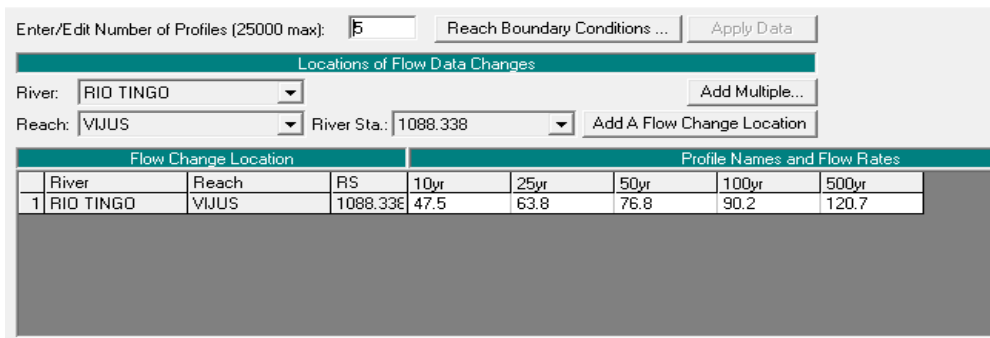 Enter/Edit Number of Profiles (25000 max): 5 Reach Boundary Conditions ... Apply Data
Locations of Flow Data Changes
River: RIO TINGO Add Multiple...
Reach: VIJUS River Sta.: 1088.338 Add A Flow Change Location
Flow Change Location Profile Names and Flow Rates
River Reach RS 10yr 25yr 50yr 100yr 500yr
1 RIO TINGO VIJUS 1088.338 47.5 63.8 76.8 90.2 120.7